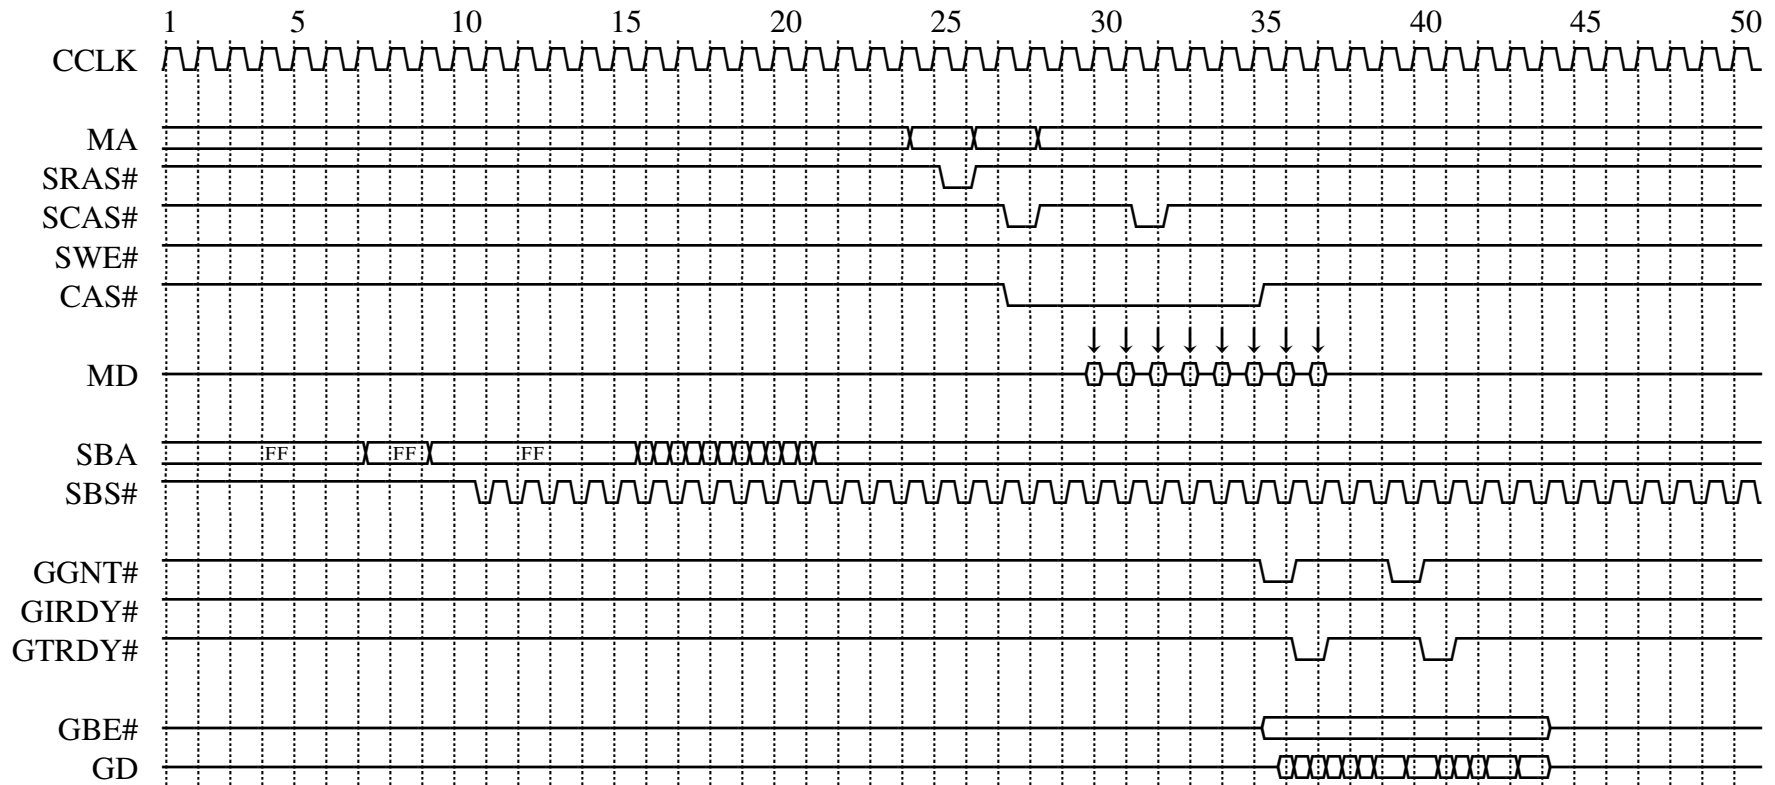 1 5 10 15 20 25 30 35 40 45 50
CCLK
MA
SRAS#
SCAS#
SWE#
CAS#
MD
SBA FF FF FF
SBS#
GGNT#
GIRDY#
GTRDY#
GBE#
GD